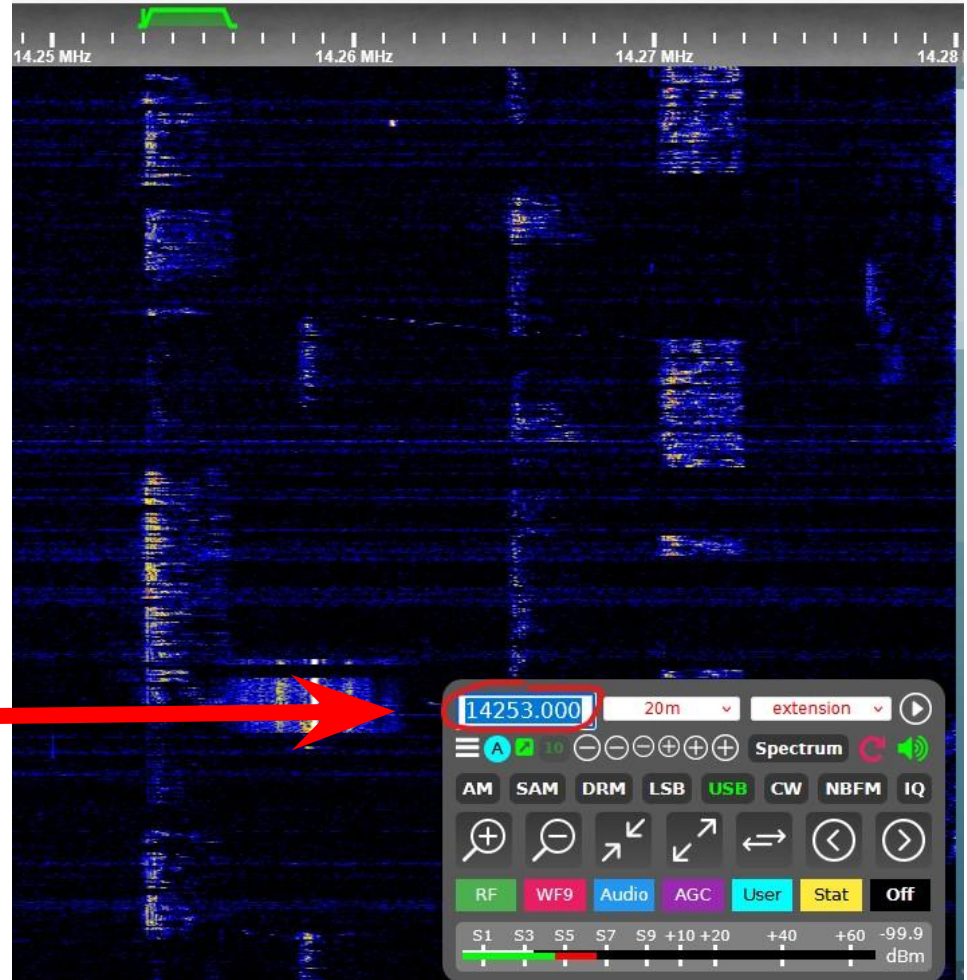 14.25 MHz 14.26 MHz 14.27 MHz 14.28
14253.000 20m extension
A 10 Spectrum
AM SAM DRM LSB USB CW NBFM IQ
RF WF9 Audio AGC User Stat Off
S1 S3 S5 S7 S9 +10 +20 +40 +60 -99.9
dBm